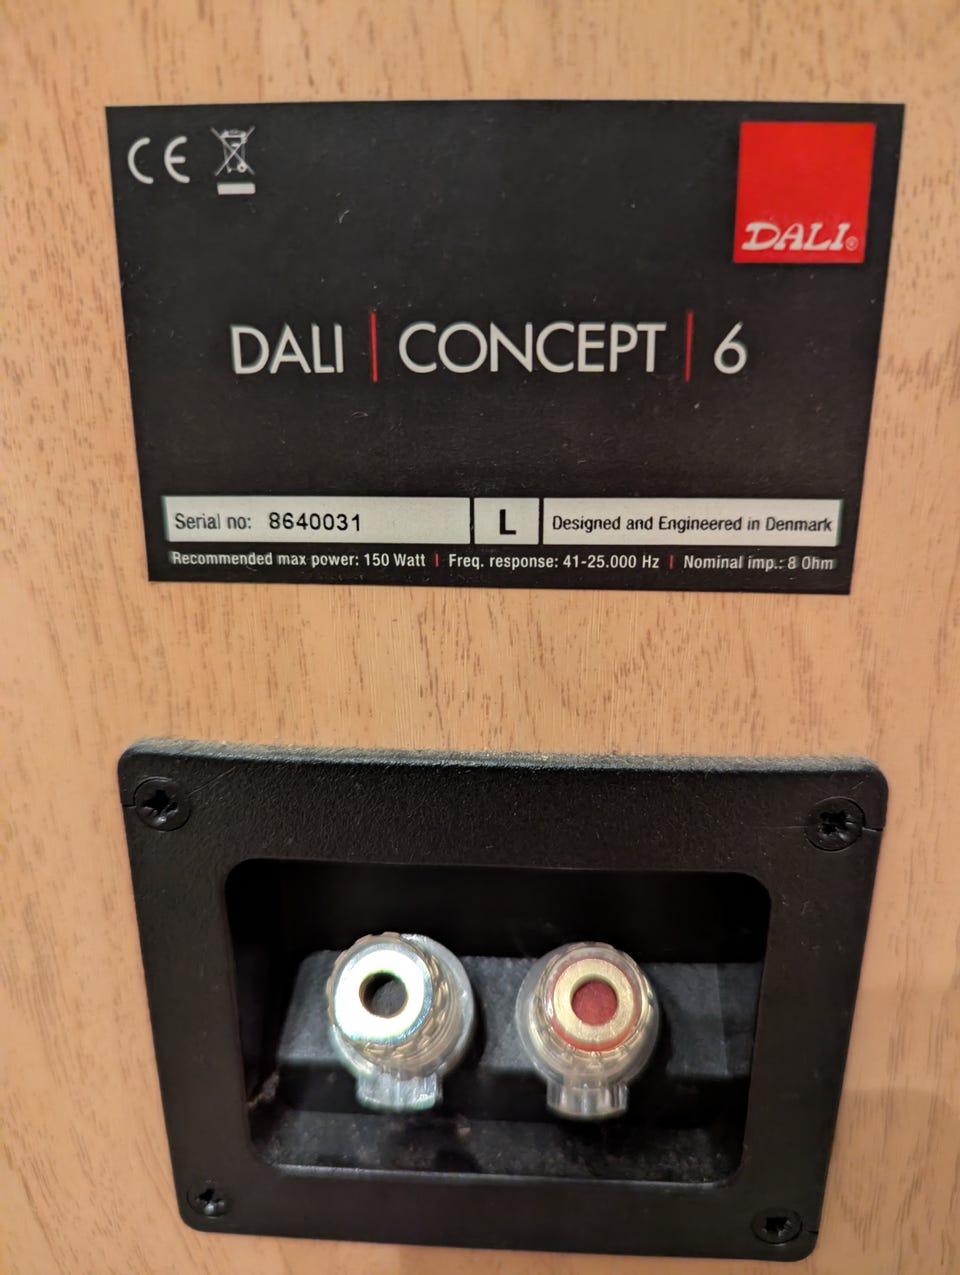 CE
DALI®
DALI | CONCEPT | 6
Serial no: 8640031 L Designed and Engineered in Denmark
Recommended max power: 150 Watt | Freq. response: 41-25.000 Hz | Nominal imp.: 8 Ohm